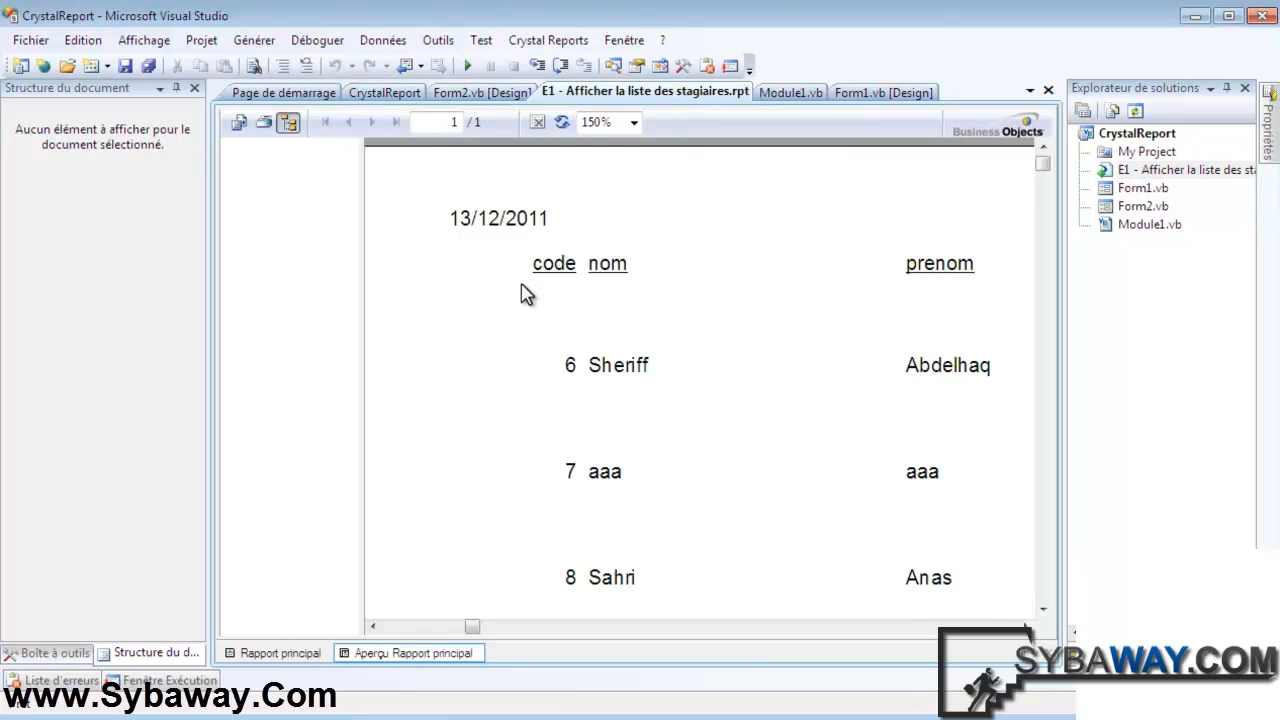 CrystalReport - Microsoft Visual Studio
Fichier Edition Affichage Projet Générer Déboguer Données Outils Test Crystal Reports Fenêtre ?
Structure du document
Page de démarrage CrystalReport Form2.vb [Design] E1 - Afficher la liste des stagiaires.rpt Module1.vb Form1.vb [Design]
Explorateur de solutions
Propriétés
Aucun élément à afficher pour le
document sélectionné.
1 /1 150%
Business Objects
CrystalReport
My Project
E1 - Afficher la liste des sta
Form1.vb
Form2.vb
Module1.vb
13/12/2011
code nom prenom
6 Sheriff Abdelhaq
7 aaa aaa
8 Sahri Anas
Boîte à outils Structure du d...
Rapport principal Aperçu Rapport principal
Liste d'erreurs Fenêtre Exécution
SYBAWAY.COM
www.Sybaway.Com